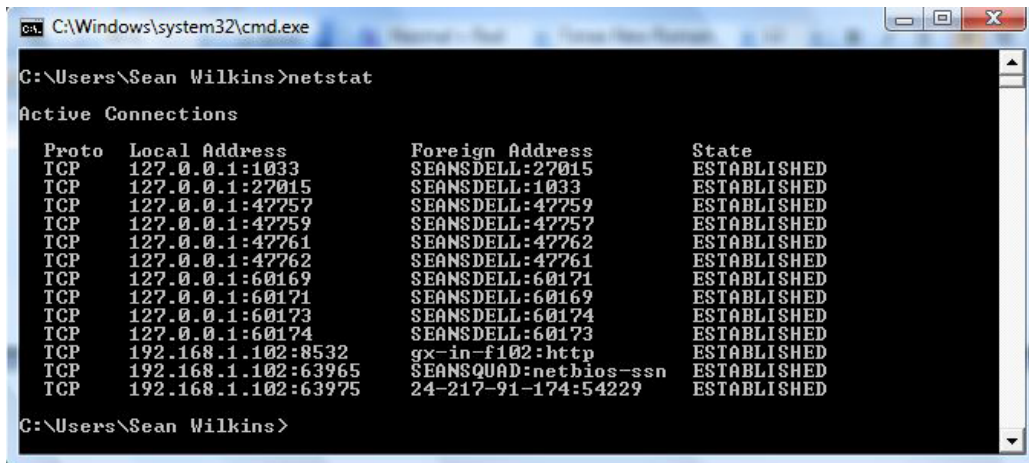 C:\Windows\system32\cmd.exe
C:\Users\Sean Wilkins>netstat
Active Connections
Proto Local Address Foreign Address State
TCP 127.0.0.1:1033 SEANSDELL:27015 ESTABLISHED
TCP 127.0.0.1:27015 SEANSDELL:1033 ESTABLISHED
TCP 127.0.0.1:47757 SEANSDELL:47759 ESTABLISHED
TCP 127.0.0.1:47759 SEANSDELL:47757 ESTABLISHED
TCP 127.0.0.1:47761 SEANSDELL:47762 ESTABLISHED
TCP 127.0.0.1:47762 SEANSDELL:47761 ESTABLISHED
TCP 127.0.0.1:60169 SEANSDELL:60171 ESTABLISHED
TCP 127.0.0.1:60171 SEANSDELL:60169 ESTABLISHED
TCP 127.0.0.1:60173 SEANSDELL:60174 ESTABLISHED
TCP 127.0.0.1:60174 SEANSDELL:60173 ESTABLISHED
TCP 192.168.1.102:8532 gx-in-f102:http ESTABLISHED
TCP 192.168.1.102:63965 SEANSQUAD:netbios-ssn ESTABLISHED
TCP 192.168.1.102:63975 24-217-91-174:54229 ESTABLISHED
C:\Users\Sean Wilkins>